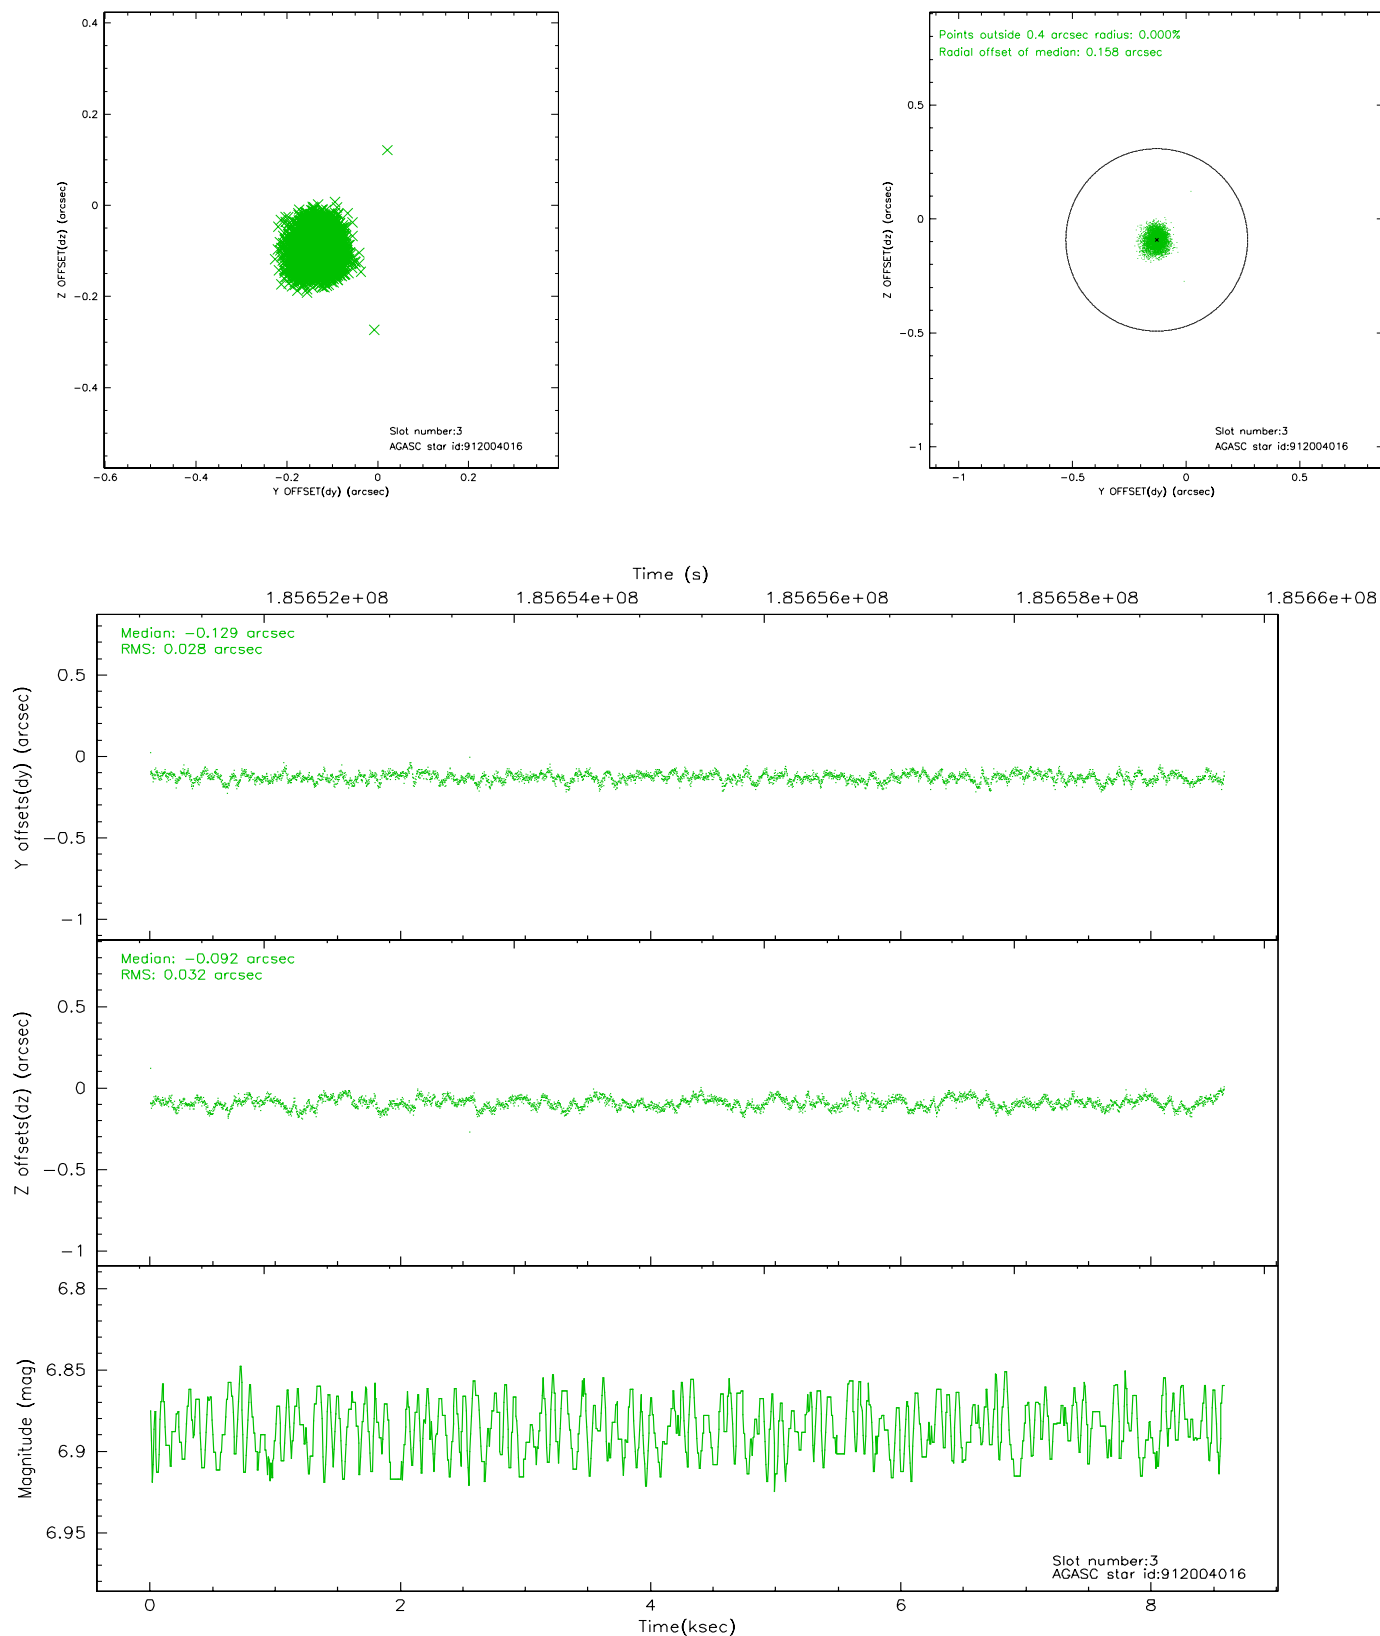 0.4
0.2
0
−0.2
−0.4
Z OFFSET(dz) (arcsec)
Slot number:3
AGASC star id:912004016
−0.6 −0.4 −0.2 0 0.2
Y OFFSET(dy) (arcsec)
Points outside 0.4 arcsec radius: 0.000%
Radial offset of median: 0.158 arcsec
0.5
0
−0.5
−1
Z OFFSET(dz) (arcsec)
Slot number:3
AGASC star id:912004016
−1 −0.5 0 0.5
Y OFFSET(dy) (arcsec)
Time (s)
1.85652e+08 1.85654e+08 1.85656e+08 1.85658e+08 1.8566e+08
Median: −0.129 arcsec
RMS: 0.028 arcsec
0.5
0
−0.5
−1
Y offsets(dy) (arcsec)
Median: −0.092 arcsec
RMS: 0.032 arcsec
0.5
0
−0.5
−1
Z offsets(dz) (arcsec)
6.8
6.85
6.9
6.95
Magnitude (mag)
Slot number:3
AGASC star id:912004016
0 2 4 6 8
Time(ksec)